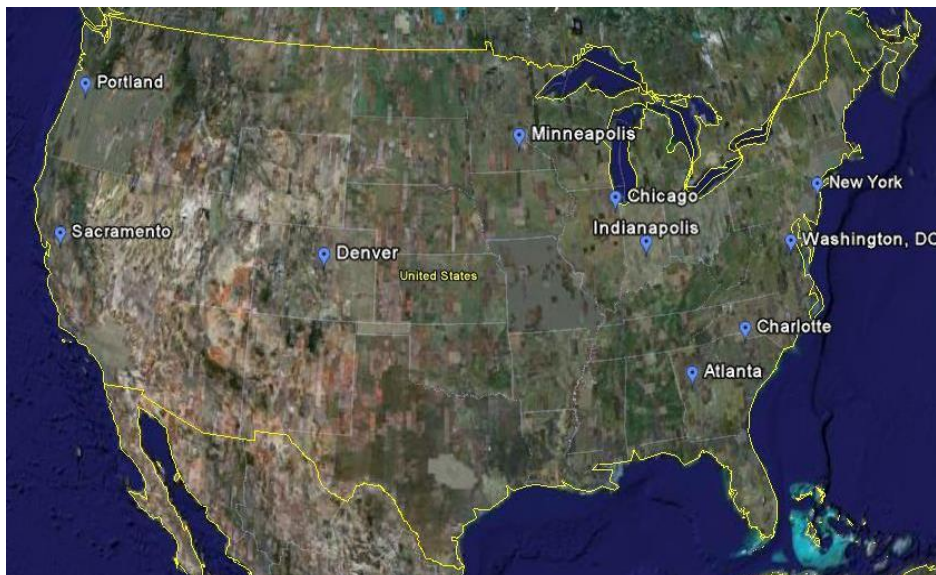 Portland
Minneapolis
New York
Chicago
Indianapolis
Sacramento
Washington, DC
Denver
United States
Charlotte
Atlanta